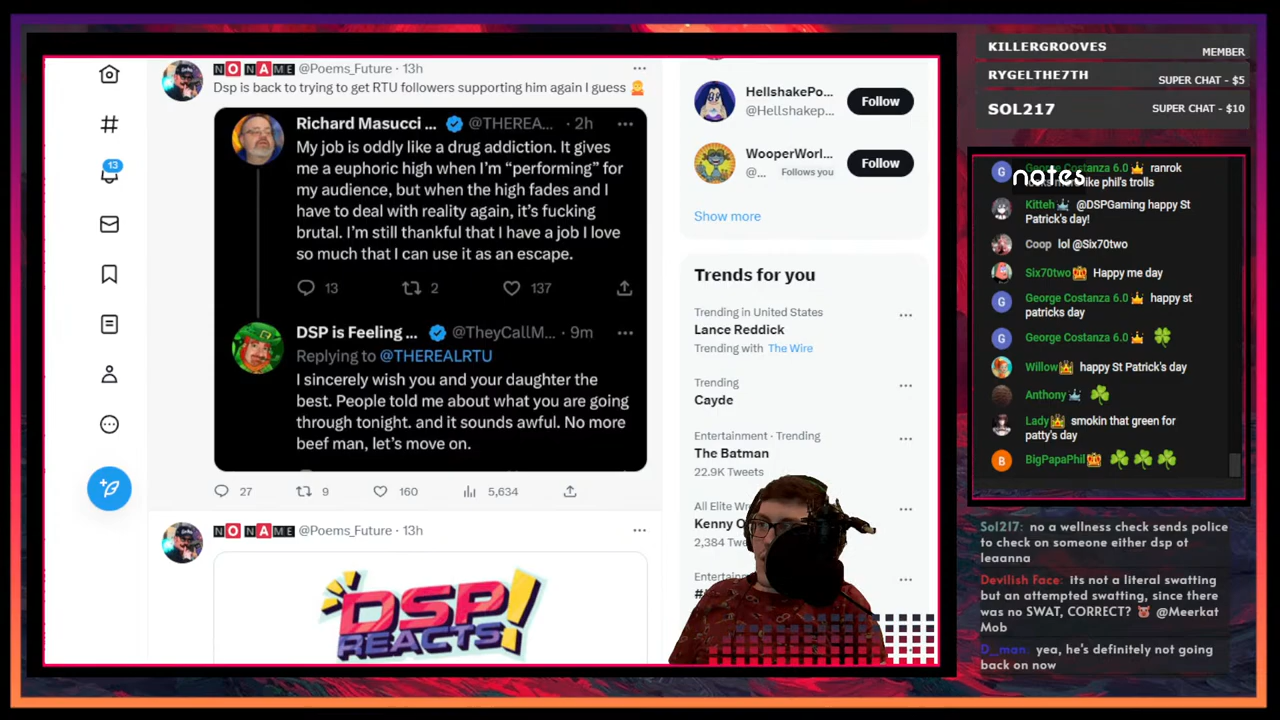 NO NAME @Poems_Future · 13h
Dsp is back to trying to get RTU followers supporting him again I guess
Richard Masucci ... @THEREA... · 2h
My job is oddly like a drug addiction. It gives
me a euphoric high when I'm “performing” for
my audience, but when the high fades and I
have to deal with reality again, it's fucking
brutal. I'm still thankful that I have a job I love
so much that I can use it as an escape.
13 2 137
DSP is Feeling ... @TheyCallM... · 9m
Replying to @THEREALRTU
I sincerely wish you and your daughter the
best. People told me about what you are going
through tonight. and it sounds awful. No more
beef man, let's move on.
27 9 160 5,634
NO NAME @Poems_Future · 13h
DSP!
REACTS
13
HellshakePo...
@Hellshakep...
Follow
WooperWorl...
@... Follows you
Follow
Show more
Trends for you
Trending in United States
Lance Reddick
Trending with The Wire
Trending
Cayde
Entertainment · Trending
The Batman
22.9K Tweets
All Elite Wr
Kenny O
2,384 Twe
Enterta
KILLERGROOVES MEMBER
RYGELTHE7TH SUPER CHAT - $5
SOL217 SUPER CHAT - $10
nates
George Costanza 6.0 ranrok
looks more like phil's trolls
Kitteh @DSPGaming happy St
Patrick's day!
Coop lol @Six70two
Six70two Happy me day
George Costanza 6.0 happy st
patricks day
George Costanza 6.0
Willow happy St Patrick's day
Anthony
Lady smokin that green for
patty's day
BigPapaPhil
Sol217: no a wellness check sends police
to check on someone either dsp ot
leaanna
Devilish Face: its not a literal swatting
but an attempted swatting, since there
was no SWAT, CORRECT? @Meerkat
Mob
D_man: yea, he's definitely not going
back on now